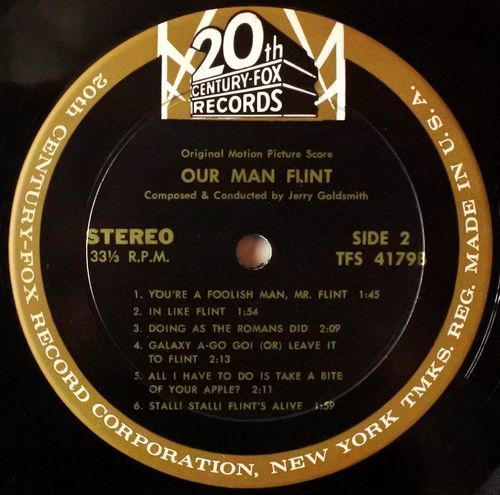 20th
CENTURY-FOX
RECORDS
Original Motion Picture Score
OUR MAN FLINT
Composed & Conducted by Jerry Goldsmith
STEREO
33⅓ R.P.M.
SIDE 2
TFS 4179B
1. YOU'RE A FOOLISH MAN, MR. FLINT 1:45
2. IN LIKE FLINT 1:54
3. DOING AS THE ROMANS DID 2:09
4. GALAXY A-GO GO! (OR) LEAVE IT
TO FLINT 2:13
5. ALL I HAVE TO DO IS TAKE A BITE
OF YOUR APPLE? 2:11
6. STALL! STALL! FLINT'S ALIVE 1:59
20th CENTURY-FOX RECORD CORPORATION, NEW YORK TMKS. REG. MADE IN U.S.A.